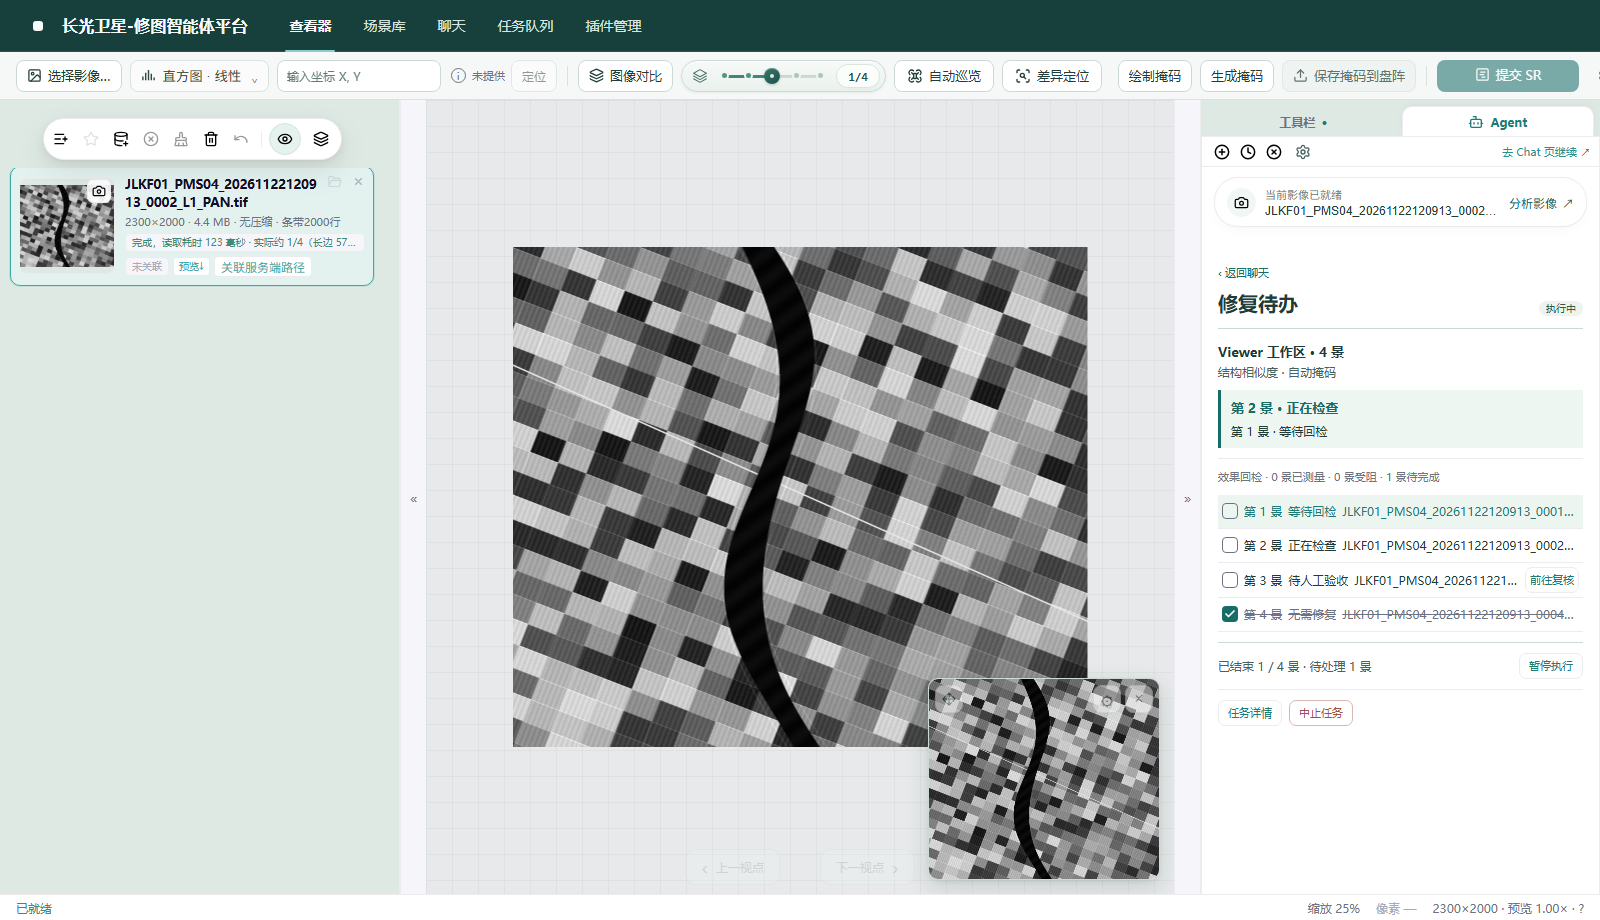 长光卫星-修图智能体平台
查看器
场景库
聊天
任务队列
插件管理
选择影像...
直方图 · 线性
输入坐标 X, Y
未提供
定位
图像对比
1/4
自动巡览
差异定位
绘制掩码
生成掩码
保存掩码到盘阵
提交 SR
JLKF01_PMS04_202611221209
13_0002_L1_PAN.tif
2300×2000 · 4.4 MB · 无压缩 · 条带2000行
完成，读取耗时 123 毫秒 · 实际约 1/4（长边 57...
未关联
预览↓
关联服务端路径
«
»
上一视点
下一视点
工具栏 •
Agent
去 Chat 页继续 ↗
当前影像已就绪
JLKF01_PMS04_20261122120913_0002...
分析影像 ↗
‹ 返回聊天
修复待办
执行中
Viewer 工作区 • 4 景
结构相似度 · 自动掩码
第 2 景 • 正在检查
第 1 景 · 等待回检
效果回检 · 0 景已测量 · 0 景受阻 · 1 景待完成
第 1 景 等待回检 JLKF01_PMS04_20261122120913_0001...
第 2 景 正在检查 JLKF01_PMS04_20261122120913_0002...
第 3 景 待人工验收 JLKF01_PMS04_202611221... 前往复核
第 4 景 无需修复 JLKF01_PMS04_20261122120913_0004...
已结束 1 / 4 景 · 待处理 1 景
暂停执行
任务详情
中止任务
已就绪
缩放 25%
像素 —
2300×2000 · 预览 1.00× · ?